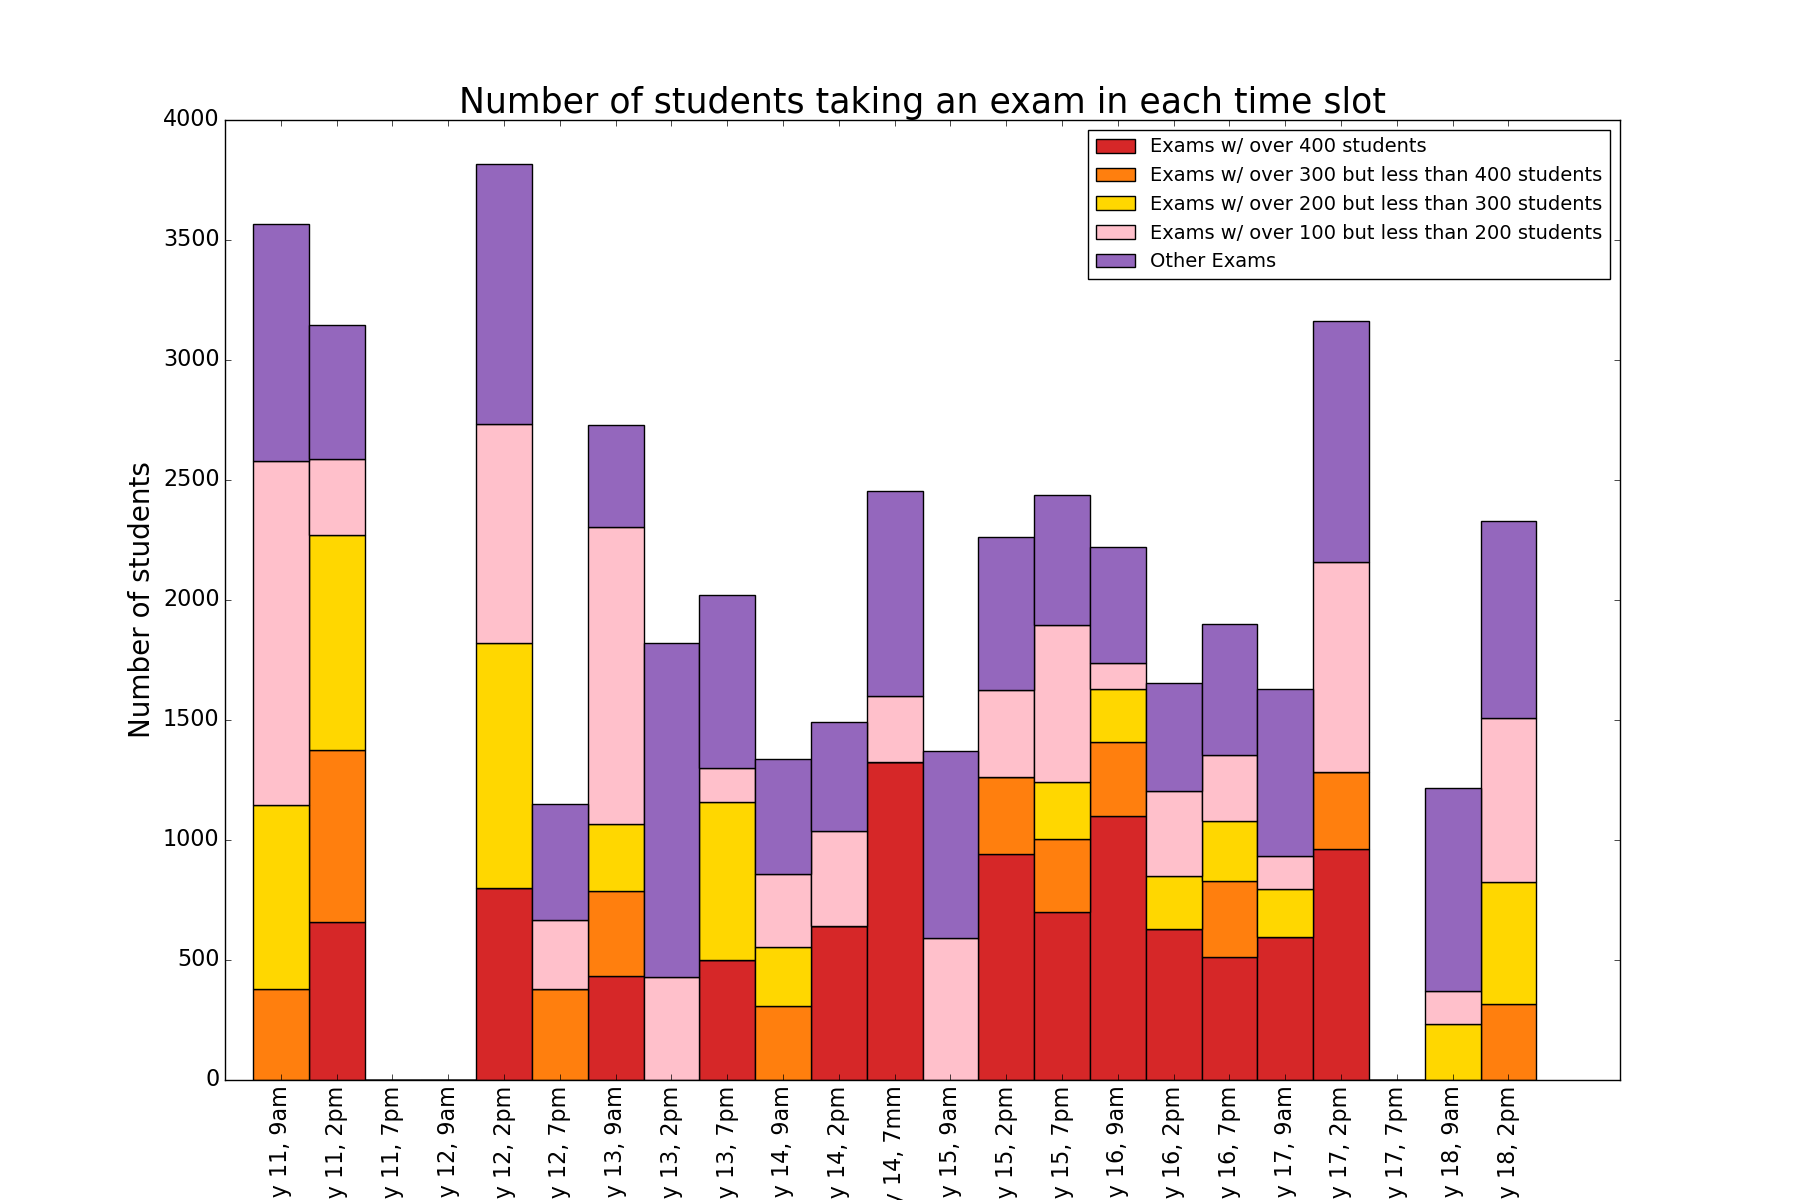 Number of students taking an exam in each time slot
Exams w/ over 400 students
Exams w/ over 300 but less than 400 students
Exams w/ over 200 but less than 300 students
Exams w/ over 100 but less than 200 students
Other Exams
Number of students
4000
3500
3000
2500
2000
1500
1000
500
0
y 11, 9am
y 11, 2pm
y 11, 7pm
y 12, 9am
y 12, 2pm
y 12, 7pm
y 13, 9am
y 13, 2pm
y 13, 7pm
y 14, 9am
y 14, 2pm
y 14, 7mm
y 15, 9am
y 15, 2pm
y 15, 7pm
y 16, 9am
y 16, 2pm
y 16, 7pm
y 17, 9am
y 17, 2pm
y 17, 7pm
y 18, 9am
y 18, 2pm